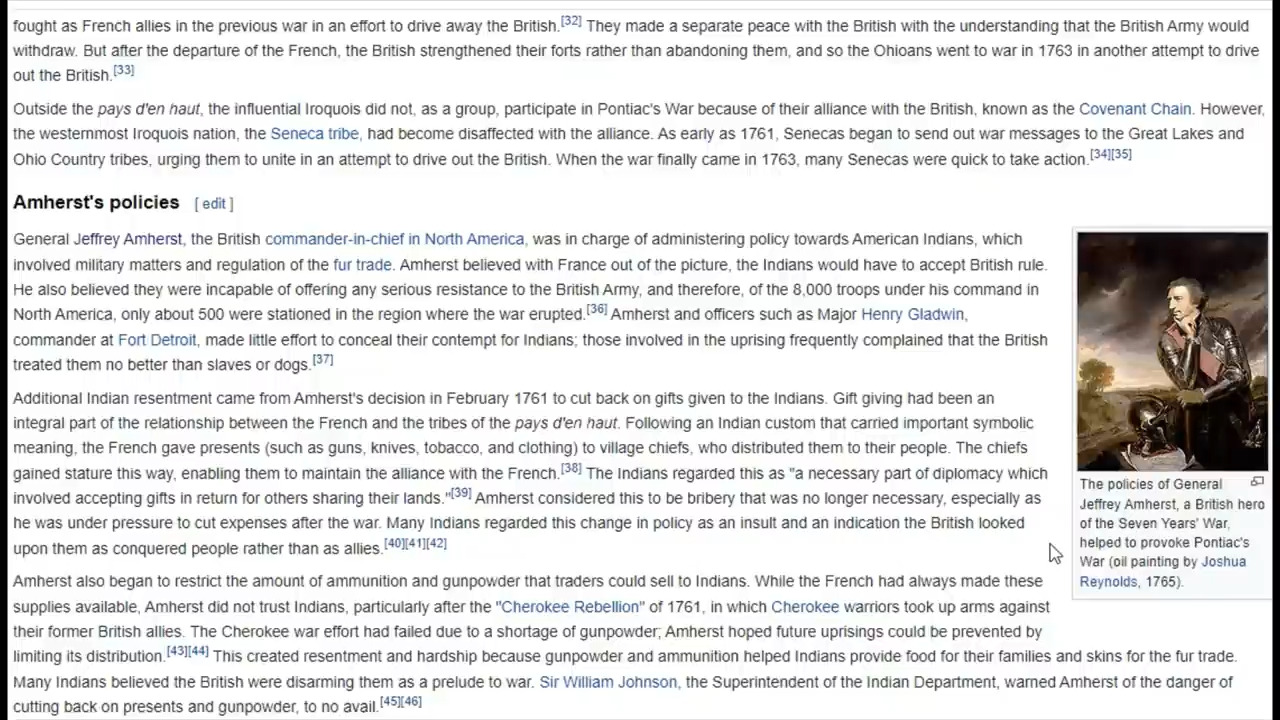 fought as French allies in the previous war in an effort to drive away the British.[32] They made a separate peace with the British with the understanding that the British Army would
withdraw. But after the departure of the French, the British strengthened their forts rather than abandoning them, and so the Ohioans went to war in 1763 in another attempt to drive
out the British.[33]
Outside the pays d'en haut, the influential Iroquois did not, as a group, participate in Pontiac's War because of their alliance with the British, known as the Covenant Chain. However,
the westernmost Iroquois nation, the Seneca tribe, had become disaffected with the alliance. As early as 1761, Senecas began to send out war messages to the Great Lakes and
Ohio Country tribes, urging them to unite in an attempt to drive out the British. When the war finally came in 1763, many Senecas were quick to take action.[34][35]
Amherst's policies [ edit ]
General Jeffrey Amherst, the British commander-in-chief in North America, was in charge of administering policy towards American Indians, which
involved military matters and regulation of the fur trade. Amherst believed with France out of the picture, the Indians would have to accept British rule.
He also believed they were incapable of offering any serious resistance to the British Army, and therefore, of the 8,000 troops under his command in
North America, only about 500 were stationed in the region where the war erupted.[36] Amherst and officers such as Major Henry Gladwin,
commander at Fort Detroit, made little effort to conceal their contempt for Indians; those involved in the uprising frequently complained that the British
treated them no better than slaves or dogs.[37]
Additional Indian resentment came from Amherst's decision in February 1761 to cut back on gifts given to the Indians. Gift giving had been an
integral part of the relationship between the French and the tribes of the pays d'en haut. Following an Indian custom that carried important symbolic
meaning, the French gave presents (such as guns, knives, tobacco, and clothing) to village chiefs, who distributed them to their people. The chiefs
gained stature this way, enabling them to maintain the alliance with the French.[38] The Indians regarded this as "a necessary part of diplomacy which
involved accepting gifts in return for others sharing their lands."[39] Amherst considered this to be bribery that was no longer necessary, especially as
he was under pressure to cut expenses after the war. Many Indians regarded this change in policy as an insult and an indication the British looked
upon them as conquered people rather than as allies.[40][41][42]
Amherst also began to restrict the amount of ammunition and gunpowder that traders could sell to Indians. While the French had always made these
supplies available, Amherst did not trust Indians, particularly after the "Cherokee Rebellion" of 1761, in which Cherokee warriors took up arms against
their former British allies. The Cherokee war effort had failed due to a shortage of gunpowder; Amherst hoped future uprisings could be prevented by
limiting its distribution.[43][44] This created resentment and hardship because gunpowder and ammunition helped Indians provide food for their families and skins for the fur trade.
Many Indians believed the British were disarming them as a prelude to war. Sir William Johnson, the Superintendent of the Indian Department, warned Amherst of the danger of
cutting back on presents and gunpowder, to no avail.[45][46]
The policies of General
Jeffrey Amherst, a British hero
of the Seven Years' War,
helped to provoke Pontiac's
War (oil painting by Joshua
Reynolds, 1765).